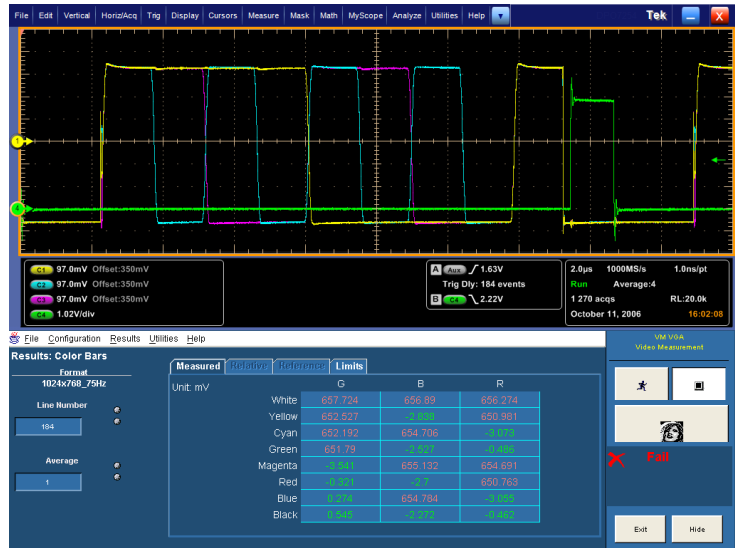 File Edit Vertical Horiz/Acq Trig Display Cursors Measure Mask Math MyScope Analyze Utilities Help Tek X
1
4
C1 97.0mV Offset:350mV
C2 97.0mV Offset:350mV
C3 97.0mV Offset:350mV
C4 1.02V/div
A Aux 1.63V
Trig Dly: 184 events
B C4 2.22V
2.0µs 1000MS/s 1.0ns/pt
Run Average:4
1 270 acqs RL:20.0k
October 11, 2006 16:02:08
File Configuration Results Utilities Help
VM VGA
Video Measurement
Results: Color Bars
Format
1024x768_75Hz
Line Number
184
Average
1
Measured Relative Reference Limits
Unit: mV G B R
White 657.724 656.89 656.274
Yellow 652.527 -2.838 650.981
Cyan 652.192 654.706 -3.073
Green 651.79 -2.527 -0.486
Magenta -3.541 655.132 654.691
Red -0.321 -2.7 650.763
Blue 0.274 654.784 -3.055
Black 0.545 -2.272 -0.462
Fail
Exit Hide